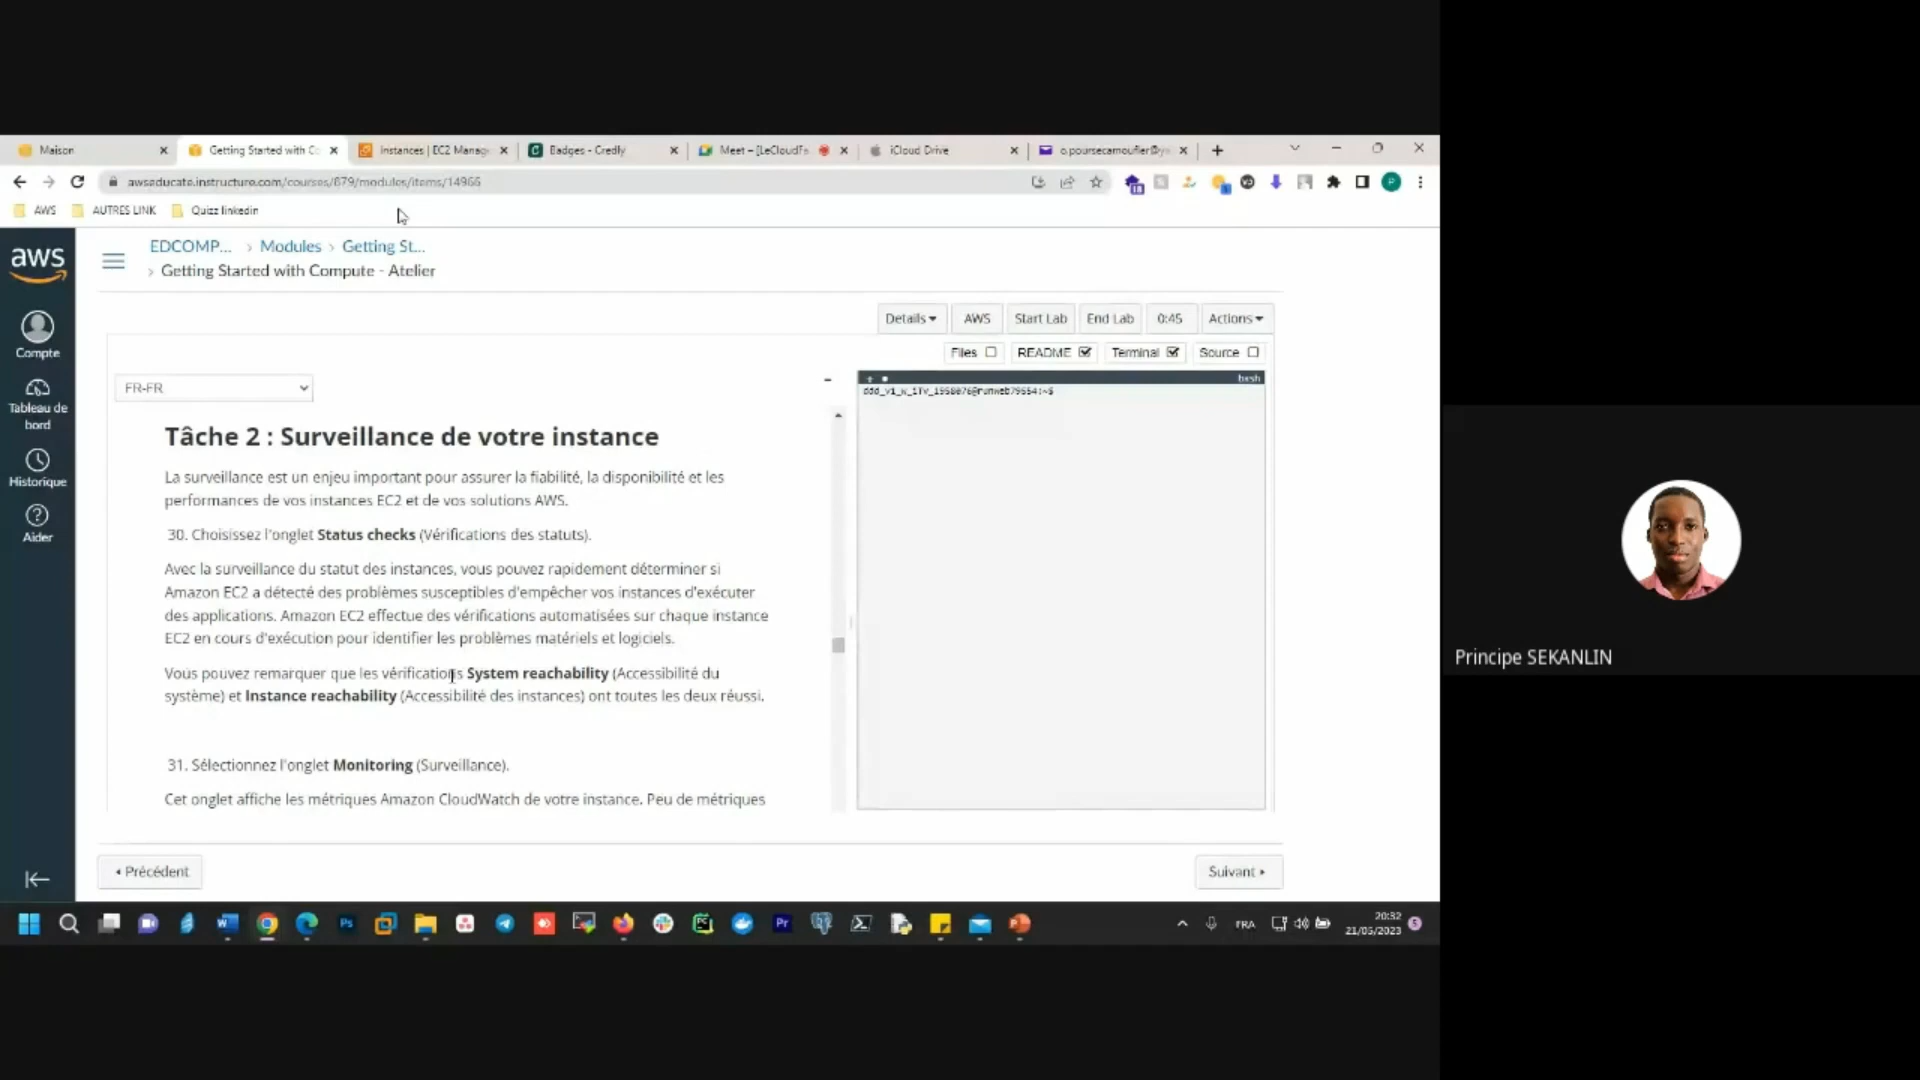 Maison
Getting Started with Co
Instances | EC2 Manag
Badges - Credly
Meet – [LeCloudF
iCloud Drive
awseducate.instructure.com/courses/879/modules/items/14966
AWS
AUTRES LINK
Quizz linkedin
aws
Compte
Tableau de
bord
Historique
Aider
EDCOMP... › Modules › Getting St...
› Getting Started with Compute - Atelier
Details
AWS
Start Lab
End Lab
0:45
Actions
Files
README
Terminal
Source
FR-FR
bash
Tâche 2 : Surveillance de votre instance
La surveillance est un enjeu important pour assurer la fiabilité, la disponibilité et les
performances de vos instances EC2 et de vos solutions AWS.
30. Choisissez l'onglet Status checks (Vérifications des statuts).
Avec la surveillance du statut des instances, vous pouvez rapidement déterminer si
Amazon EC2 a détecté des problèmes susceptibles d'empêcher vos instances d'exécuter
des applications. Amazon EC2 effectue des vérifications automatisées sur chaque instance
EC2 en cours d'exécution pour identifier les problèmes matériels et logiciels.
Vous pouvez remarquer que les vérifications System reachability (Accessibilité du
système) et Instance reachability (Accessibilité des instances) ont toutes les deux réussi.
31. Sélectionnez l'onglet Monitoring (Surveillance).
Cet onglet affiche les métriques Amazon CloudWatch de votre instance. Peu de métriques
Précédent
Suivant
FRA
20:32
21/05/2023
Principe SEKANLIN